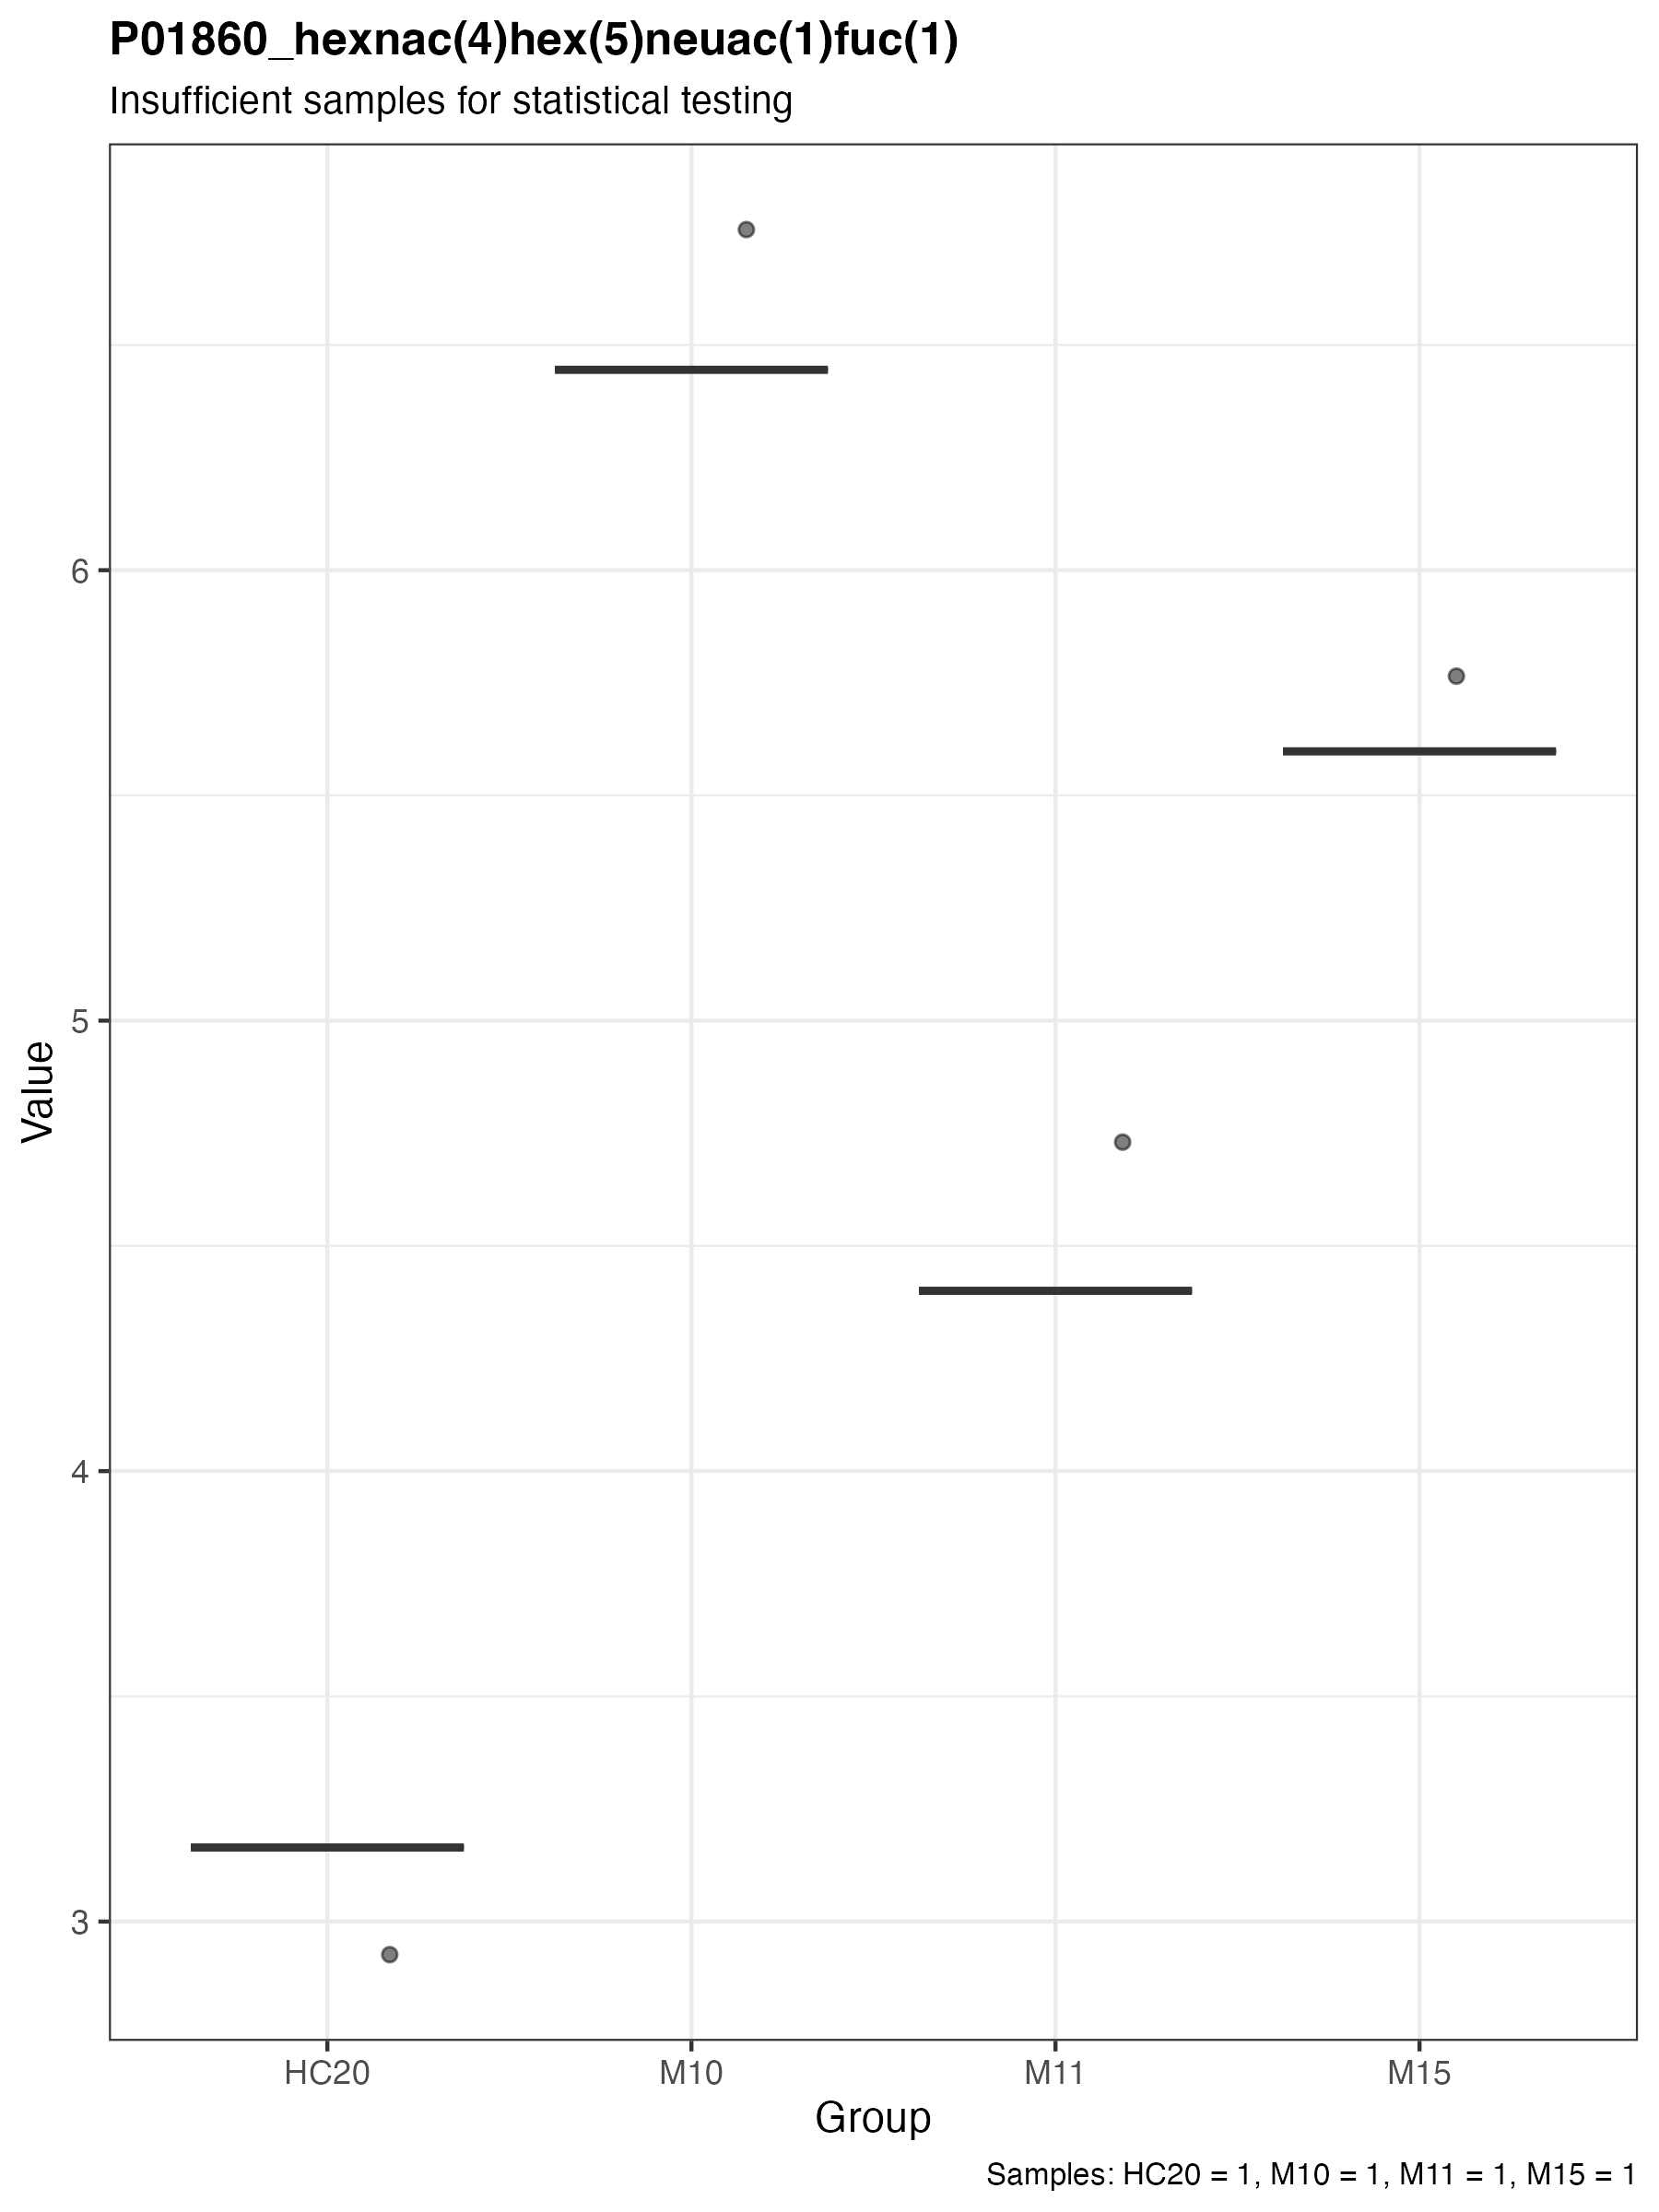 P01860_hexnac(4)hex(5)neuac(1)fuc(1)
Insufficient samples for statistical testing
6
5
4
3
Value
HC20 M10 M11 M15
Group
Samples: HC20 = 1, M10 = 1, M11 = 1, M15 = 1